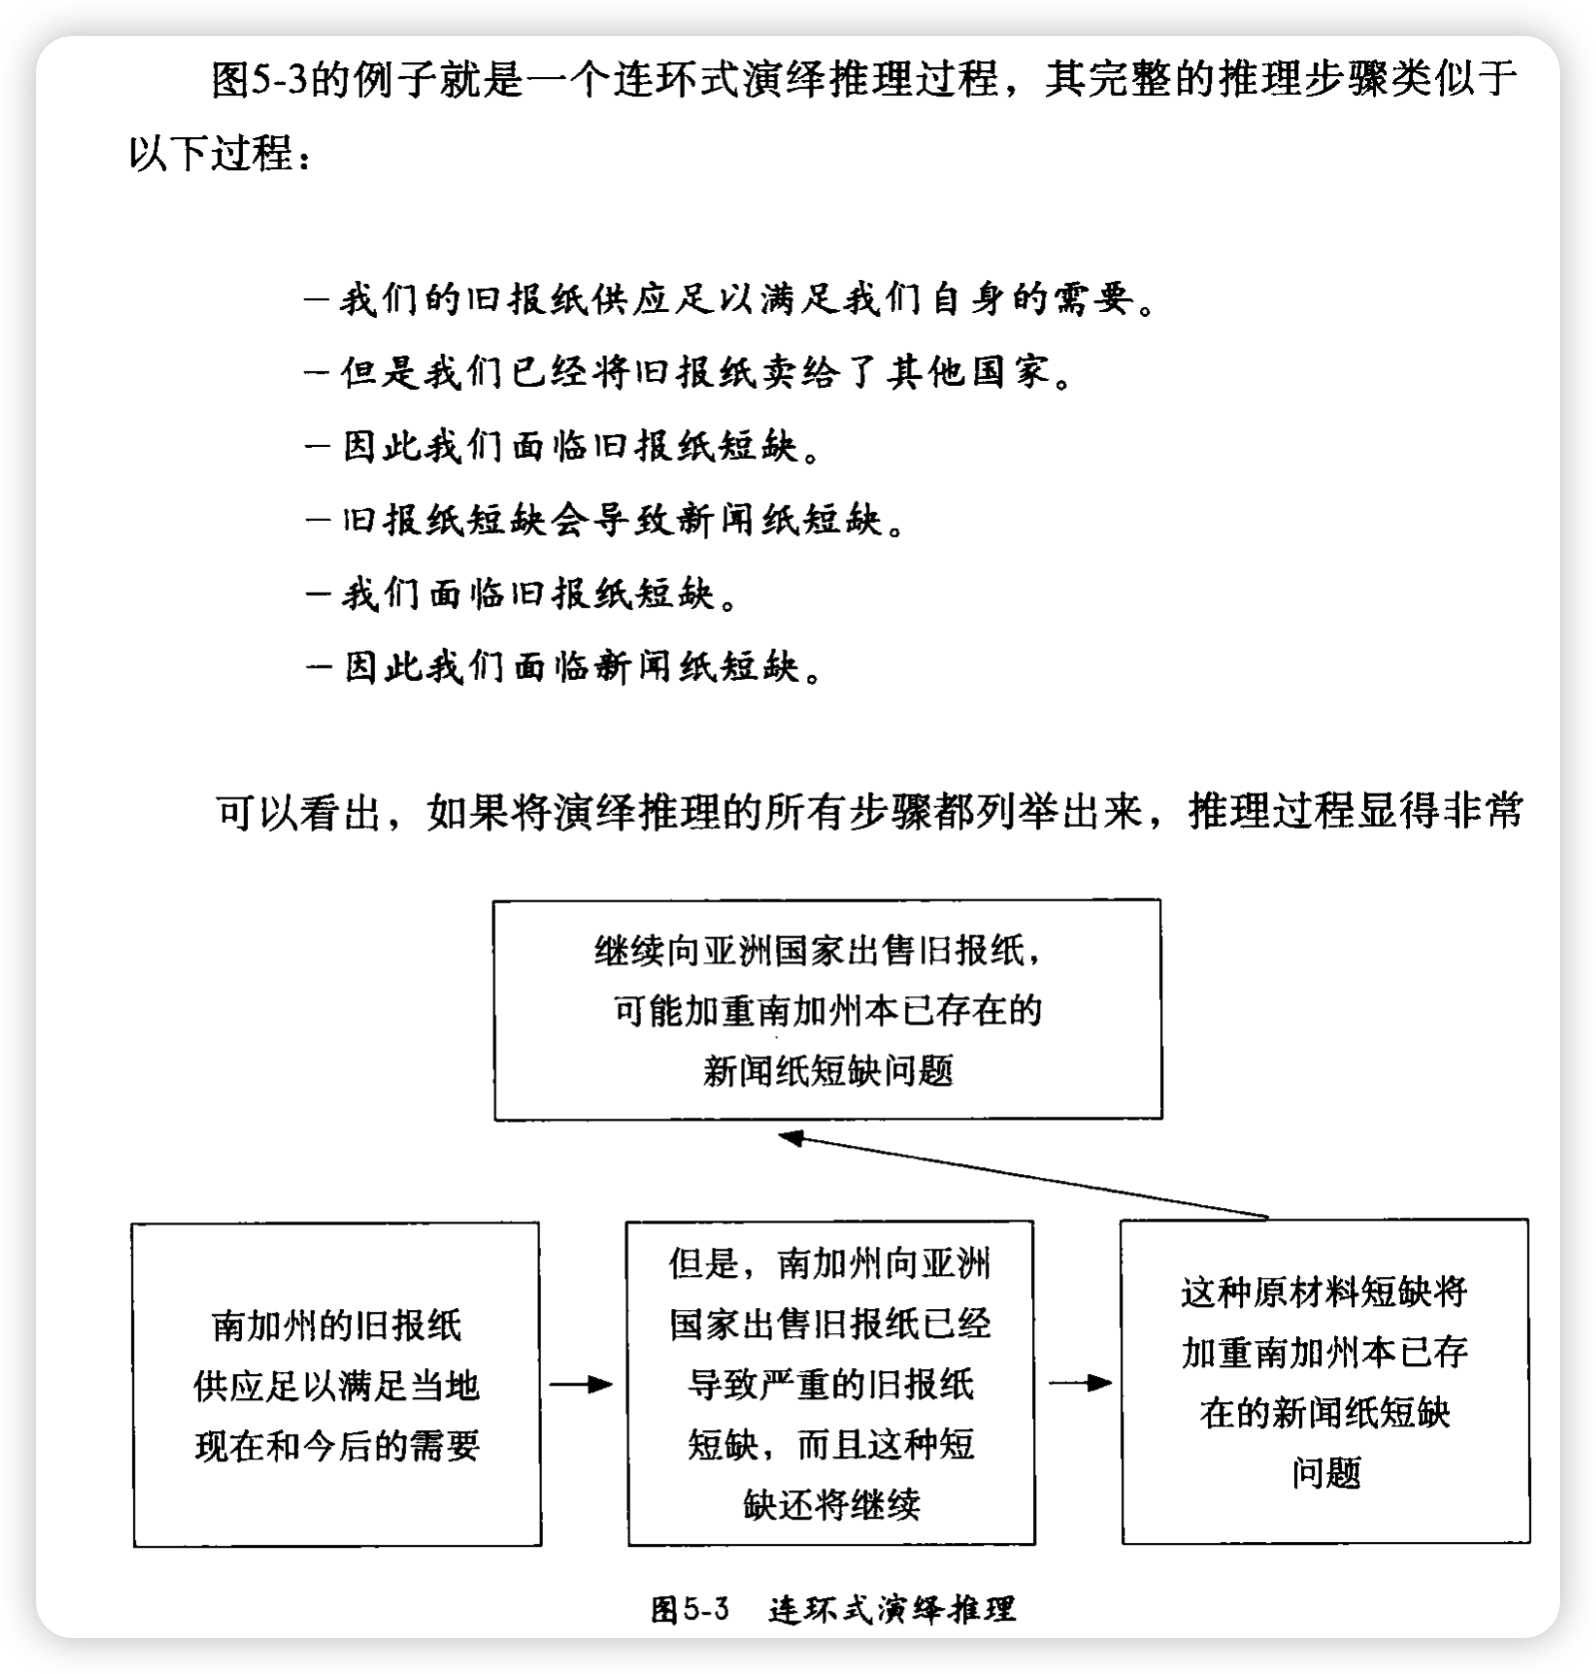 图5-3的例子就是一个连环式演绎推理过程，其完整的推理步骤类似于
以下过程：
－我们的旧报纸供应足以满足我们自身的需要。
－但是我们已经将旧报纸卖给了其他国家。
－因此我们面临旧报纸短缺。
－旧报纸短缺会导致新闻纸短缺。
－我们面临旧报纸短缺。
－因此我们面临新闻纸短缺。
可以看出，如果将演绎推理的所有步骤都列举出来，推理过程显得非常
继续向亚洲国家出售旧报纸，
可能加重南加州本已存在的
新闻纸短缺问题
南加州的旧报纸
供应足以满足当地
现在和今后的需要
但是，南加州向亚洲
国家出售旧报纸已经
导致严重的旧报纸
短缺，而且这种短
缺还将继续
这种原材料短缺将
加重南加州本已存
在的新闻纸短缺
问题
图5-3 连环式演绎推理